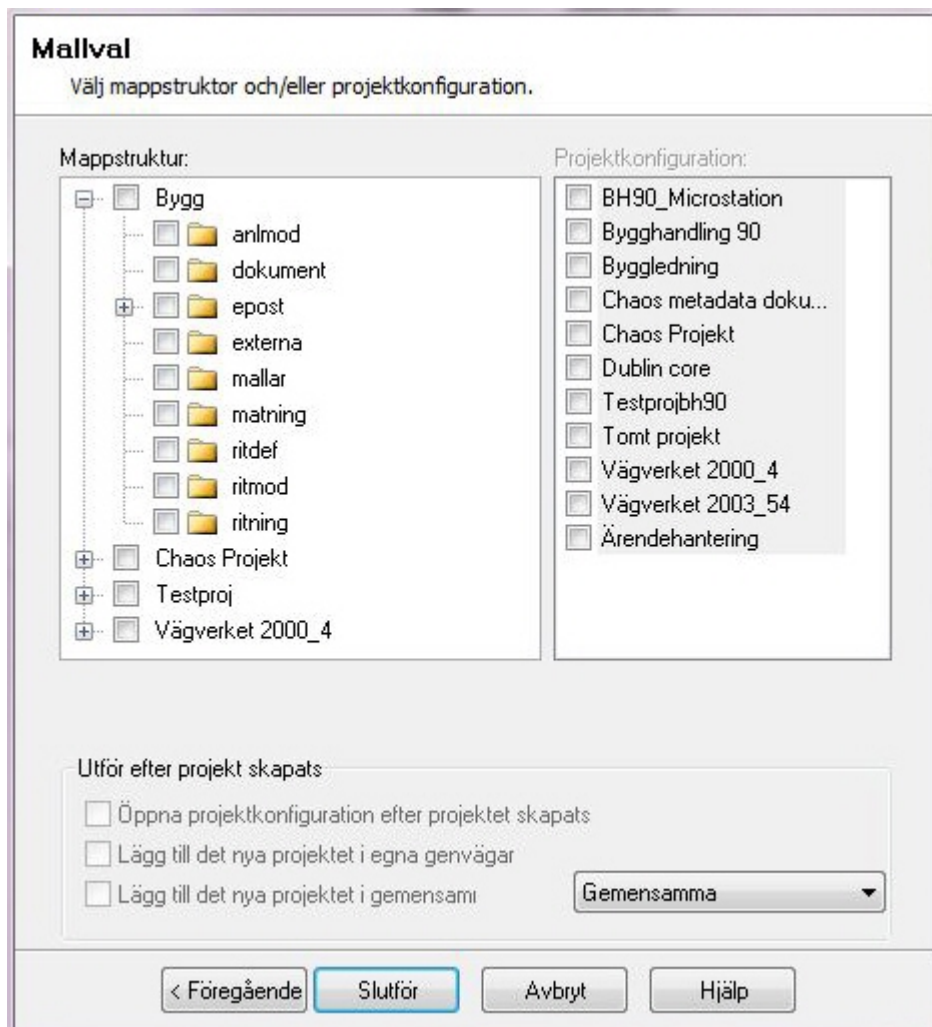 Mallval
Välj mappstruktor och/eller projektkonfiguration.
Mappstruktur:
Bygg
anlmod
dokument
epost
externa
mallar
matning
ritdef
ritmod
ritning
Chaos Projekt
Testproj
Vägverket 2000_4
Projektkonfiguration:
BH90_Microstation
Bygghandling 90
Byggledning
Chaos metadata doku...
Chaos Projekt
Dublin core
Testprojbh90
Tomt projekt
Vägverket 2000_4
Vägverket 2003_54
Ärendehantering
Utför efter projekt skapats
Öppna projektkonfiguration efter projektet skapats
Lägg till det nya projektet i egna genvägar
Lägg till det nya projektet i gemensamı
Gemensamma
< Föregående
Slutför
Avbryt
Hjälp